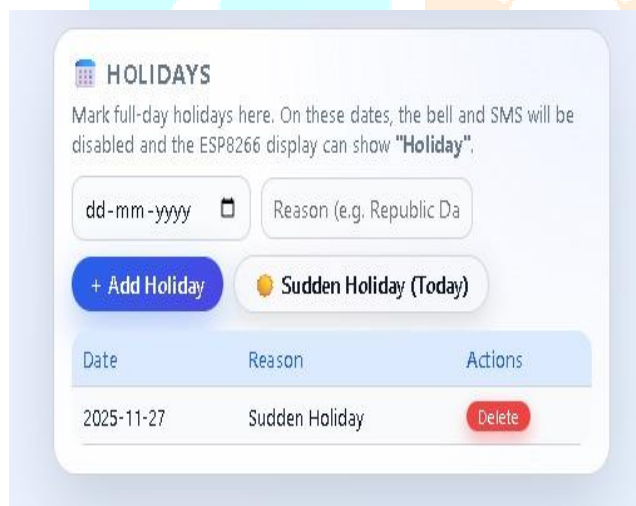 HOLIDAYS
Mark full-day holidays here. On these dates, the bell and SMS will be
disabled and the ESP8266 display can show "Holiday".
dd-mm-yyyy Reason (e.g. Republic Da
+ Add Holiday Sudden Holiday (Today)
Date Reason Actions
2025-11-27 Sudden Holiday Delete